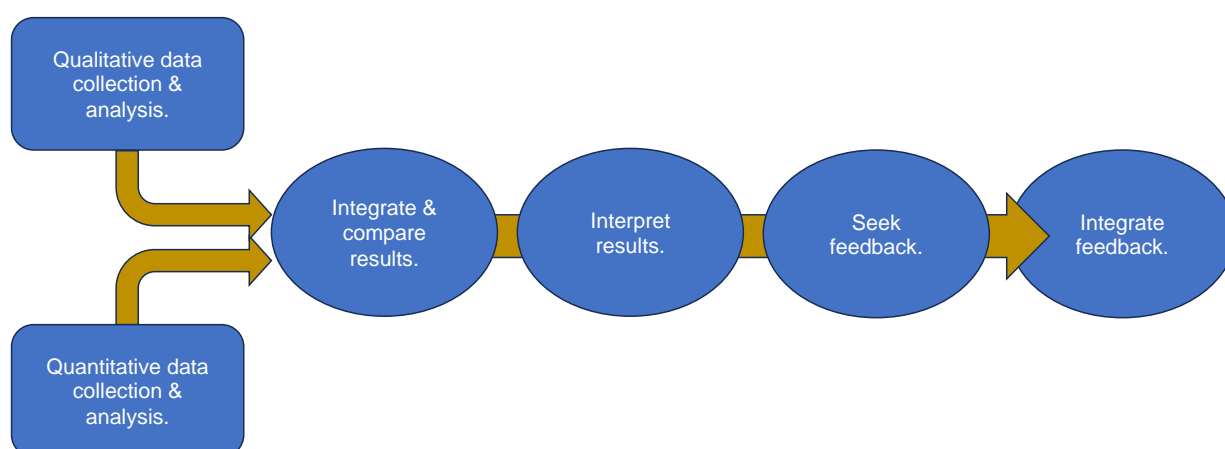 Qualitative data
collection &
analysis.
Quantitative data
collection &
analysis.
Integrate &
compare
results.
Interpret
results.
Seek
feedback.
Integrate
feedback.